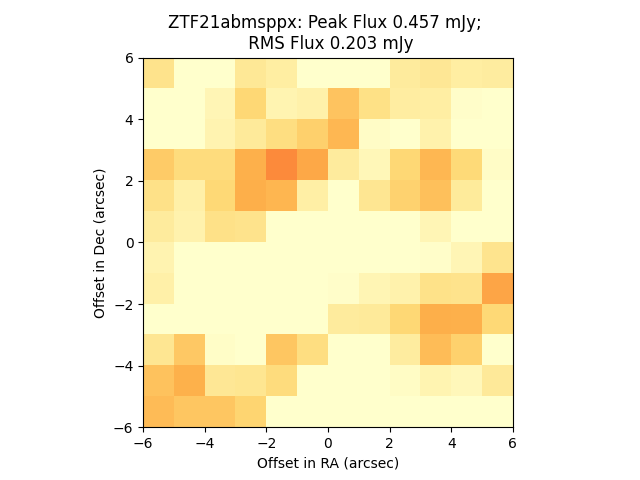 ZTF21abmsppx: Peak Flux 0.457 mJy;
RMS Flux 0.203 mJy
6
4
2
0
−2
−4
−6
Offset in Dec (arcsec)
−6 −4 −2 0 2 4 6
Offset in RA (arcsec)